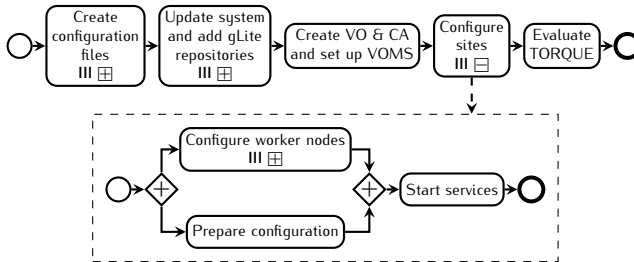 Create
configuration
files
Update system
and add gLite
repositories
Create VO & CA
and set up VOMS
Configure
sites
Evaluate
TORQUE
Configure worker nodes
Prepare configuration
Start services